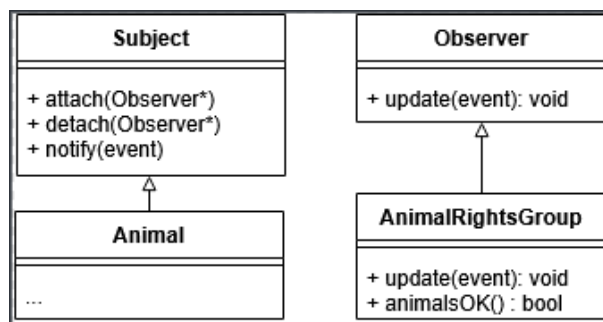 Subject
+ attach(Observer*)
+ detach(Observer*)
+ notify(event)
Animal
...
Observer
+ update(event): void
AnimalRightsGroup
+ update(event): void
+ animalsOK() : bool